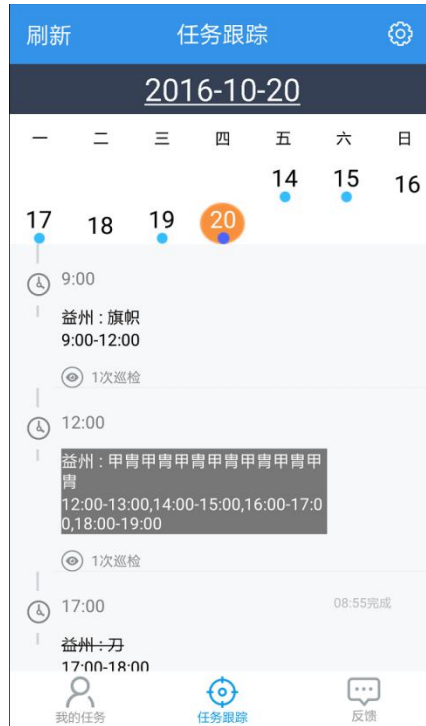 刷新 任务跟踪
2016-10-20
一 二 三 四 五 六 日
14 15 16
17 18 19 20
9:00
益州 : 旗帜
9:00-12:00
1次巡检
12:00
益州 : 甲胄甲胄甲胄甲胄甲胄甲胄甲
胄
12:00-13:00,14:00-15:00,16:00-17:0
0,18:00-19:00
1次巡检
17:00 08:55完成
益州 : 刀
17:00-18:00
我的任务 任务跟踪 反馈